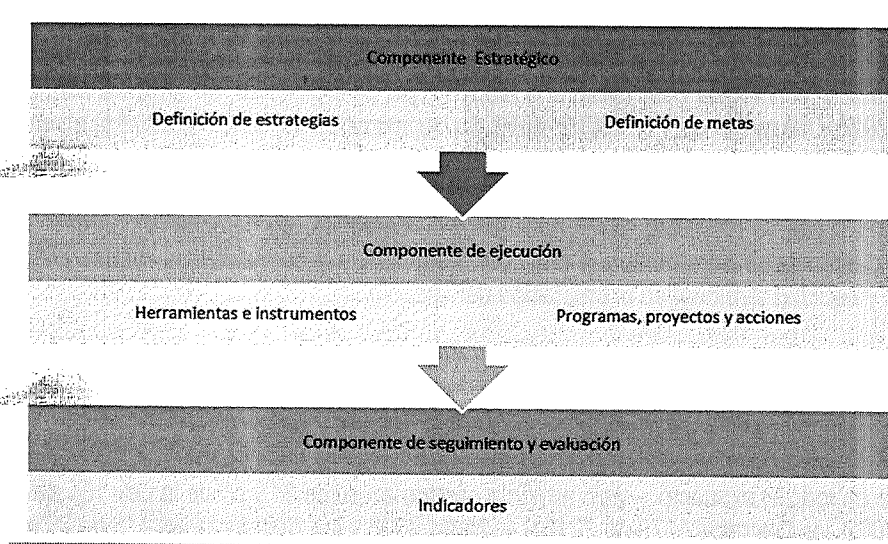 Componente Estratégico
Definición de estrategias
Definición de metas
Componente de ejecución
Herramientas e instrumentos
Programas, proyectos y acciones
Componente de seguimiento y evaluación
Indicadores